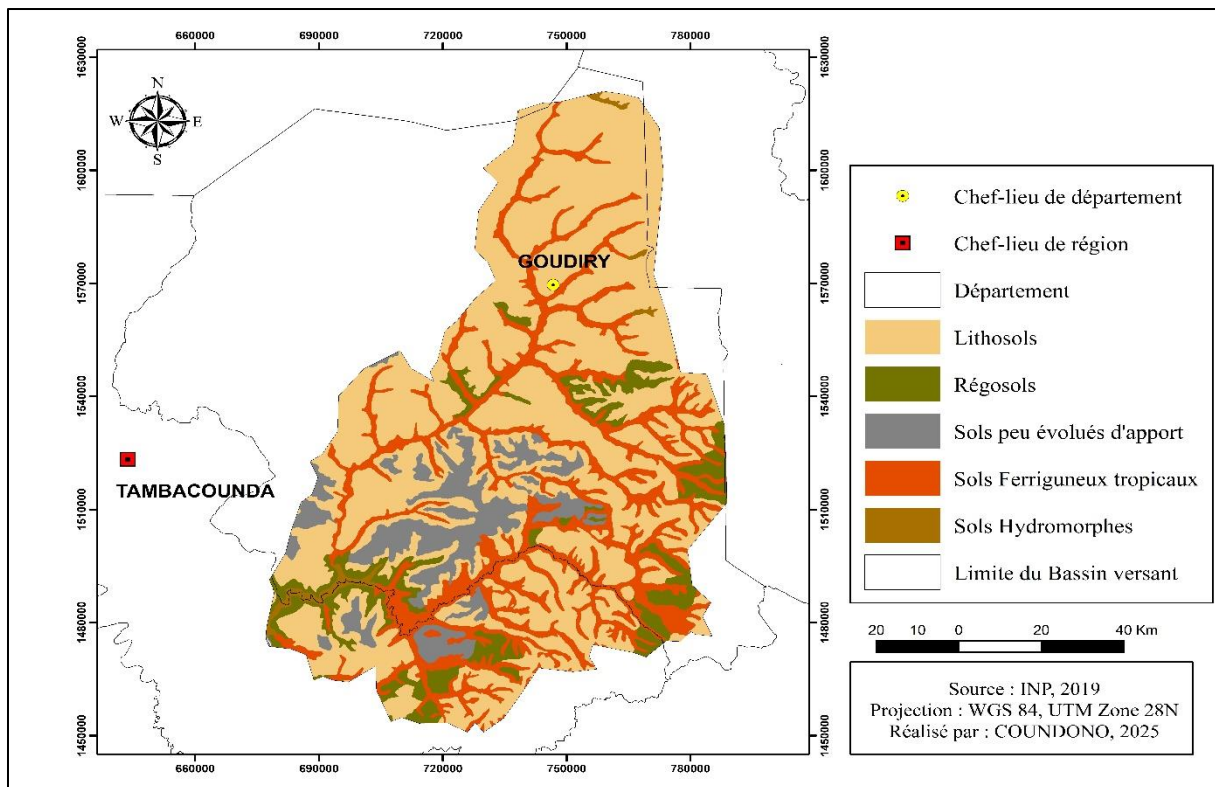 660000 690000 720000 750000 780000
1630000 1630000
N
W E
S
1600000 1600000
GOUDIRY
1570000 1570000
1540000 1540000
TAMBACOUNDA
1510000 1510000
1480000 1480000
1450000 1450000
660000 690000 720000 750000 780000
Chef-lieu de département
Chef-lieu de région
Département
Lithosols
Régosols
Sols peu évolués d'apport
Sols Ferriguneux tropicaux
Sols Hydromorphes
Limite du Bassin versant
20 10 0 20 40 Km
Source : INP, 2019
Projection : WGS 84, UTM Zone 28N
Réalisé par : COUNDONO, 2025